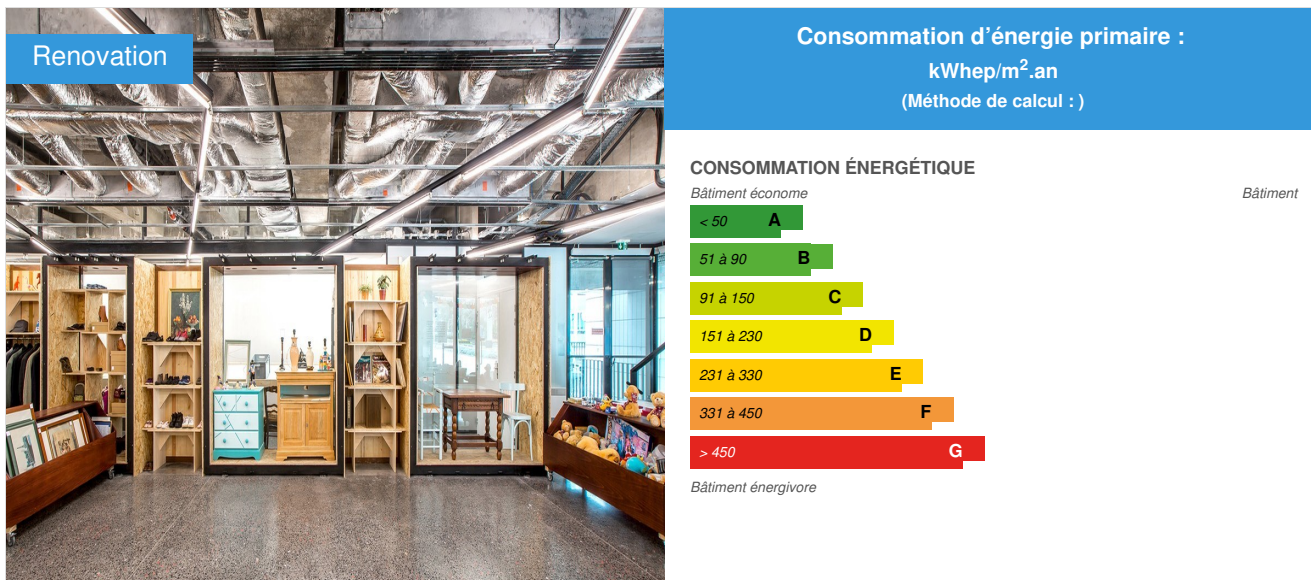 Renovation
Consommation d'énergie primaire :
kWhep/m².an
(Méthode de calcul : )
CONSOMMATION ÉNERGÉTIQUE
Bâtiment économe
Bâtiment
< 50 A
51 à 90 B
91 à 150 C
151 à 230 D
231 à 330 E
331 à 450 F
> 450 G
Bâtiment énergivore